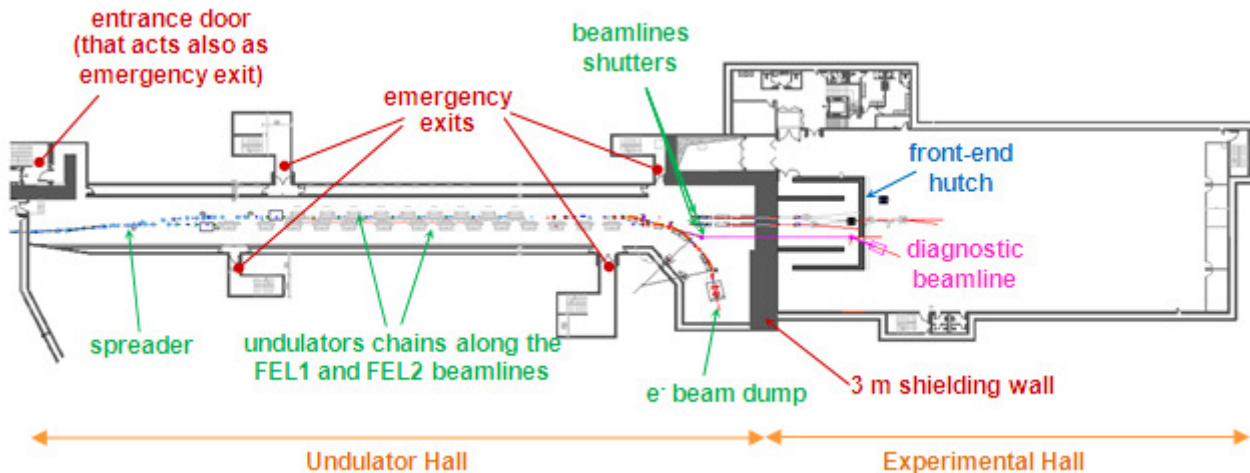 entrance door
(that acts also as
emergency exit)
emergency
exits
beamlines
shutters
front-end
hutch
diagnostic
beamline
spreader
undulators chains along the
FEL1 and FEL2 beamlines
e⁻ beam dump
3 m shielding wall
Undulator Hall
Experimental Hall